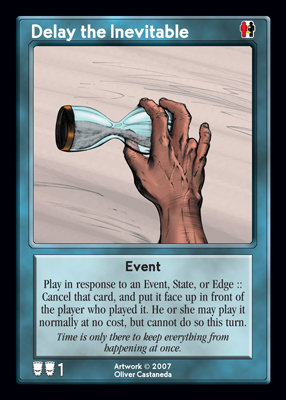 Delay the Inevitable
Event
Play in response to an Event, State, or Edge ::
Cancel that card, and put it face up in front of
the player who played it. He or she may play it
normally at no cost, but cannot do so this turn.
Time is only there to keep everything from
happening at once.
1
Artwork © 2007
Oliver Castaneda